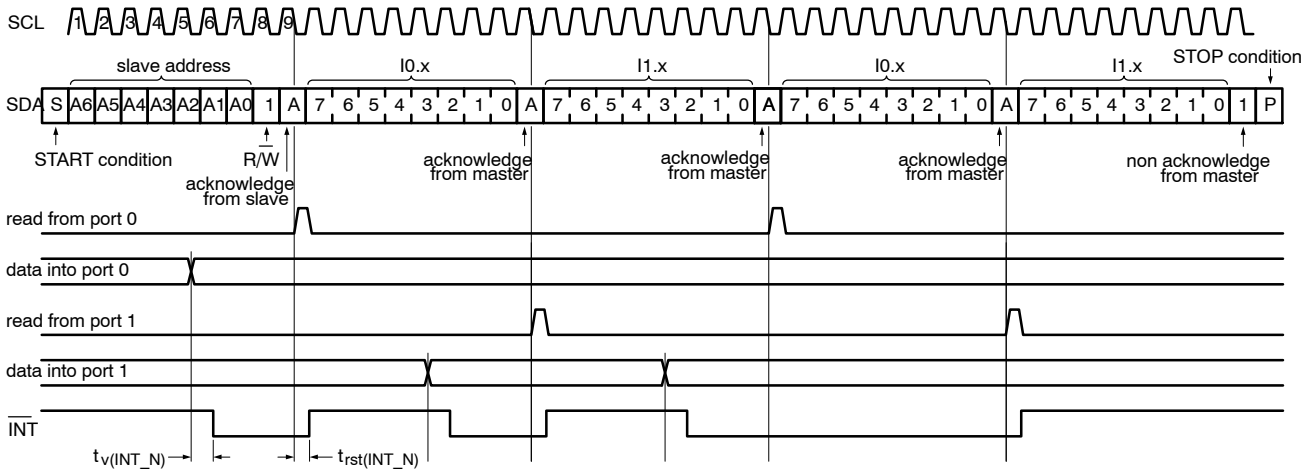 SCL 1 2 3 4 5 6 7 8 9
STOP condition
slave address I0.x I1.x I0.x I1.x
SDA S A6 A5 A4 A3 A2 A1 A0 1 A 7 6 5 4 3 2 1 0 A 7 6 5 4 3 2 1 0 A 7 6 5 4 3 2 1 0 A 7 6 5 4 3 2 1 0 1 P
START condition R/W acknowledge from master acknowledge from master acknowledge from master non acknowledge from master
acknowledge
from slave
read from port 0
data into port 0
read from port 1
data into port 1
INT
tv(INT_N) trst(INT_N)